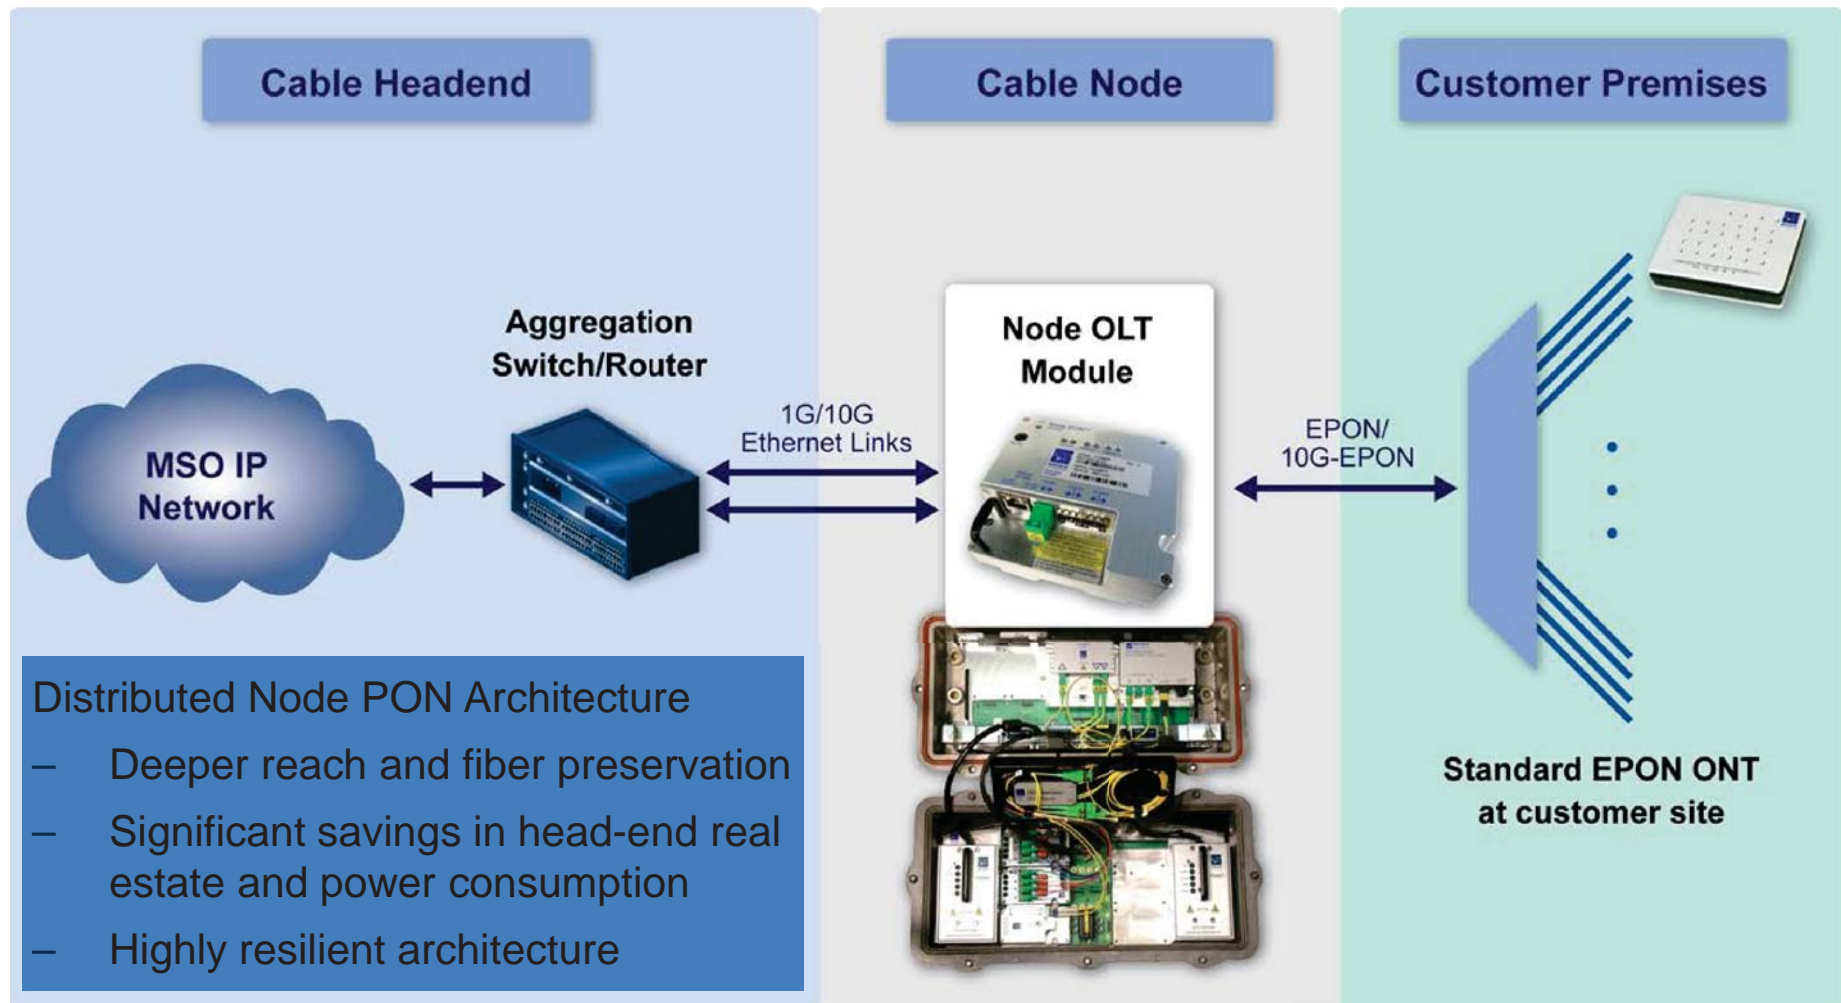 Cable Headend
Cable Node
Customer Premises
Aggregation
Switch/Router
Node OLT
Module
1G/10G
Ethernet Links
EPON/
10G-EPON
MSO IP
Network
Distributed Node PON Architecture
– Deeper reach and fiber preservation
– Significant savings in head-end real
estate and power consumption
– Highly resilient architecture
Standard EPON ONT
at customer site